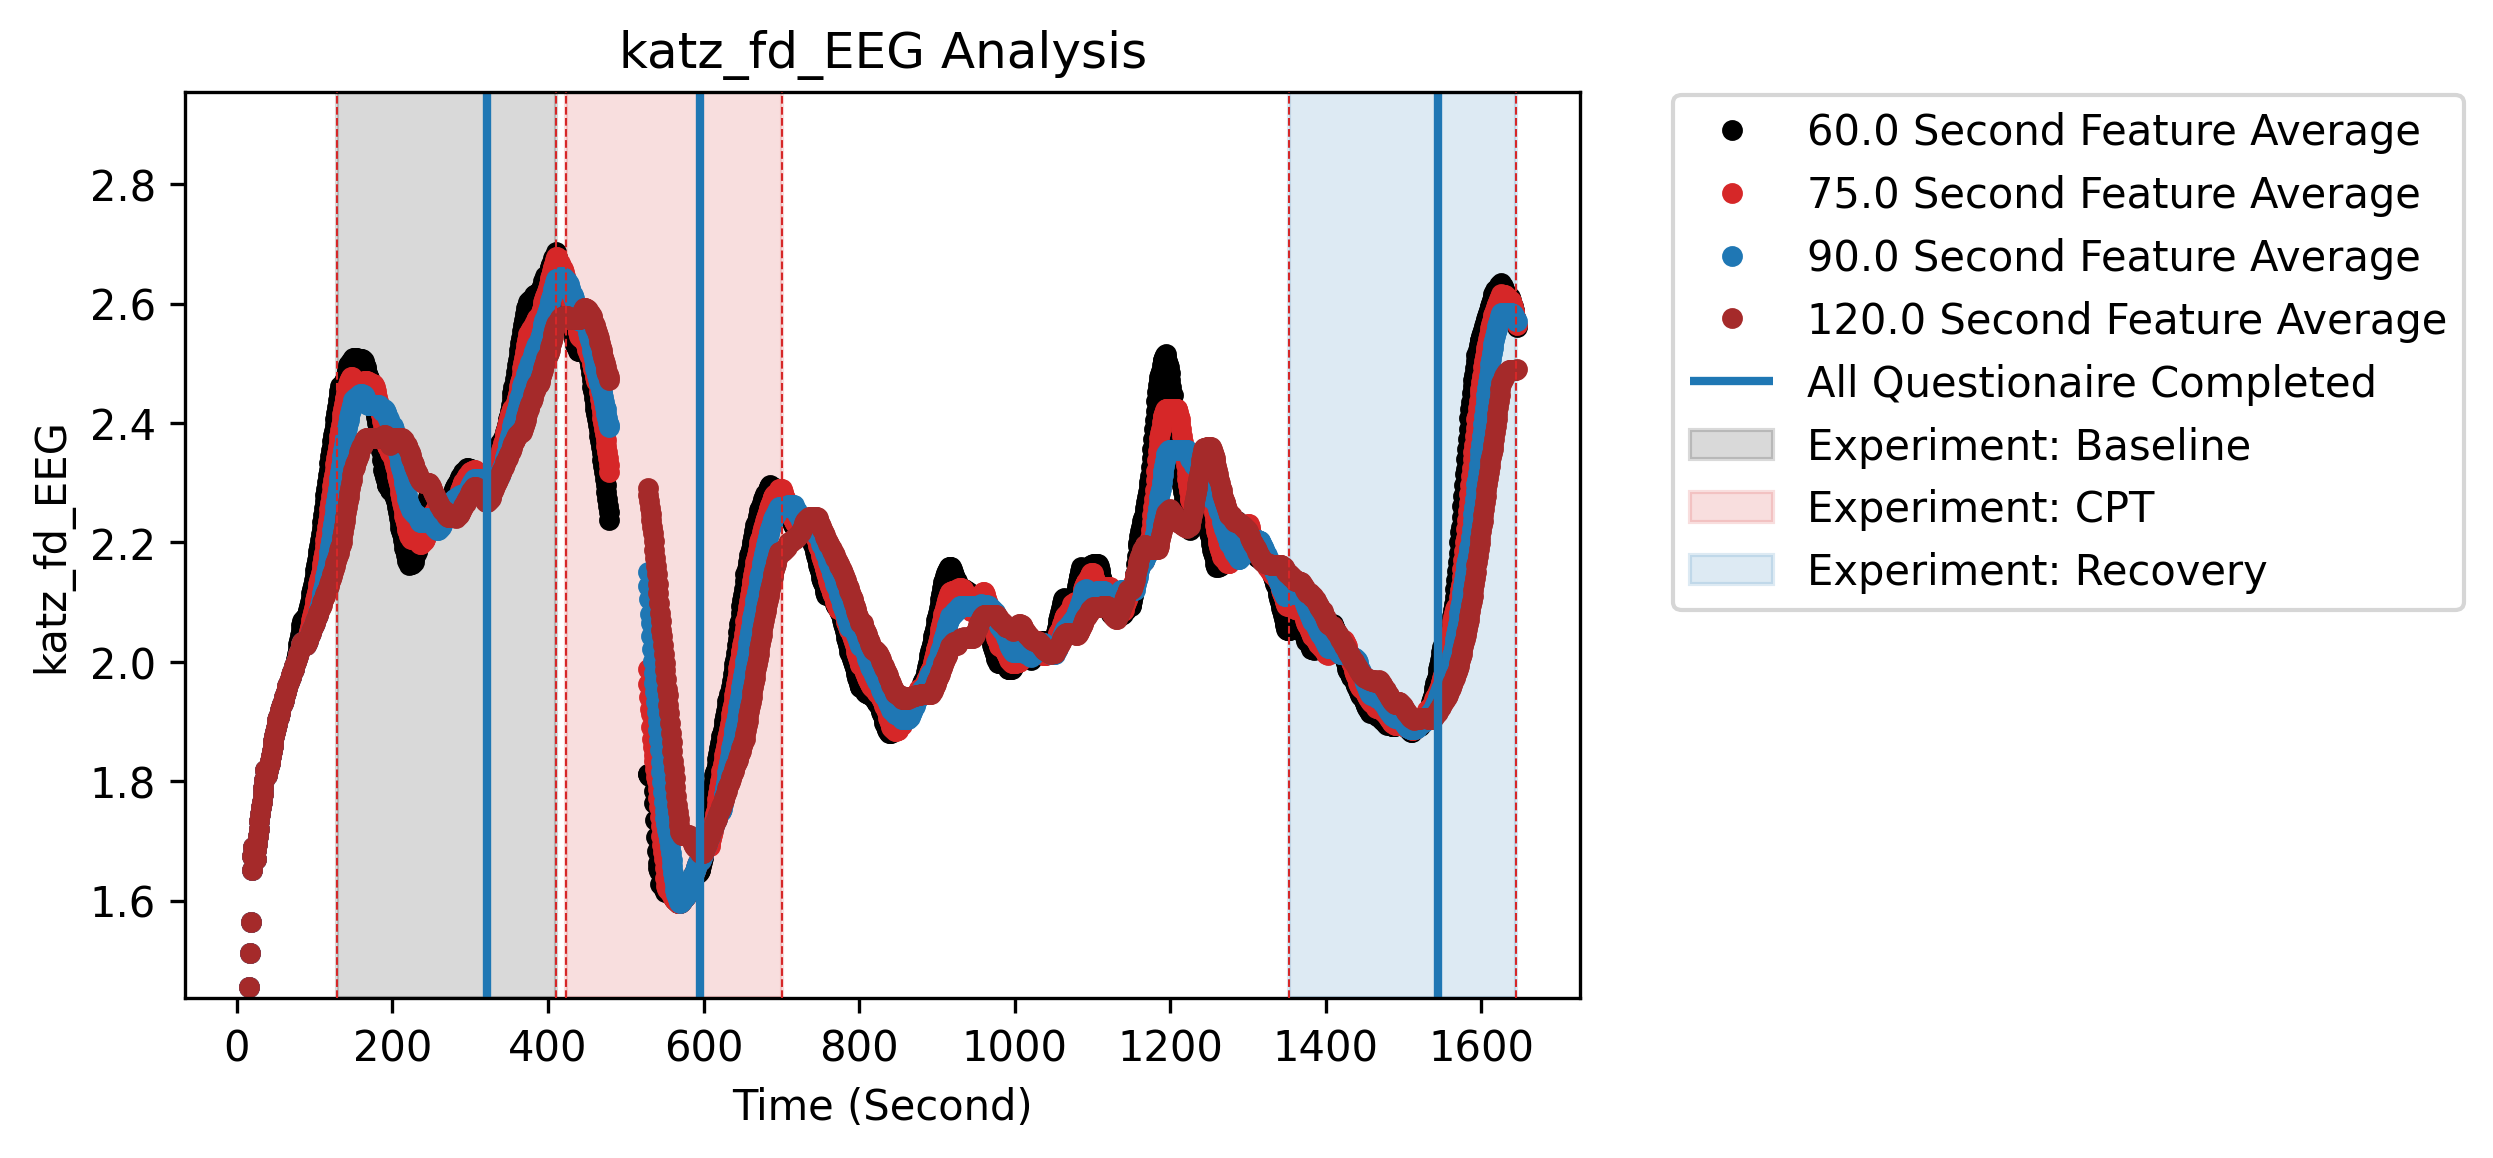 katz_fd_EEG Analysis
katz_fd_EEG
2.8
2.6
2.4
2.2
2.0
1.8
1.6
0 200 400 600 800 1000 1200 1400 1600
Time (Second)
60.0 Second Feature Average
75.0 Second Feature Average
90.0 Second Feature Average
120.0 Second Feature Average
All Questionaire Completed
Experiment: Baseline
Experiment: CPT
Experiment: Recovery